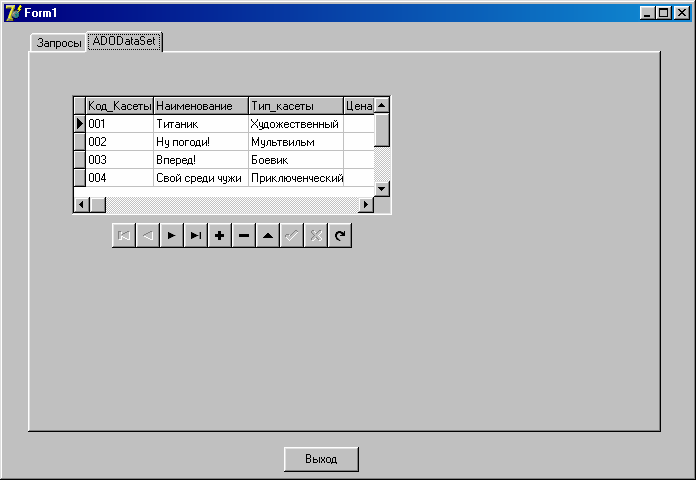 Form1
Запросы ADODataSet
Код_Касеты Наименование Тип_касеты Цена
001 Титаник Художественный
002 Ну погоди! Мультвильм
003 Вперед! Боевик
004 Свой среди чужи Приключенческий
Выход